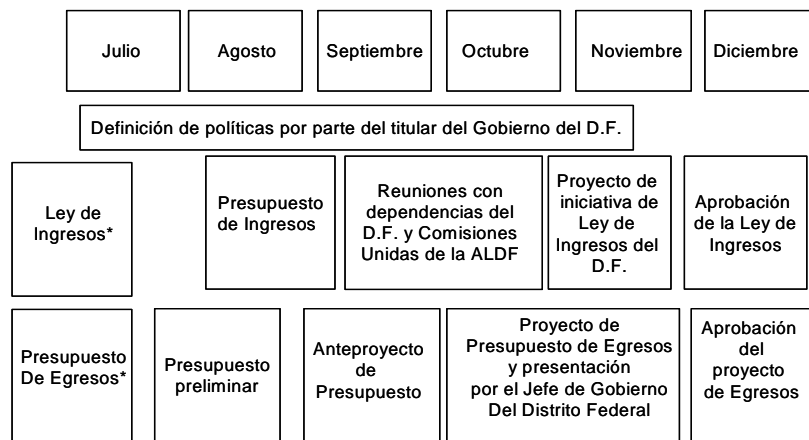 Julio
Agosto
Septiembre
Octubre
Noviembre
Diciembre
Definición de políticas por parte del titular del Gobierno del D.F.
Ley de
Ingresos*
Presupuesto
de Ingresos
Reuniones con
dependencias del
D.F. y Comisiones
Unidas de la ALDF
Proyecto de
iniciativa de
Ley de
Ingresos del
D.F.
Aprobación
de la Ley de
Ingresos
Presupuesto
De Egresos*
Presupuesto
preliminar
Anteproyecto
de
Presupuesto
Proyecto de
Presupuesto de Egresos
y presentación
por el Jefe de Gobierno
Del Distrito Federal
Aprobación
del
proyecto
de Egresos